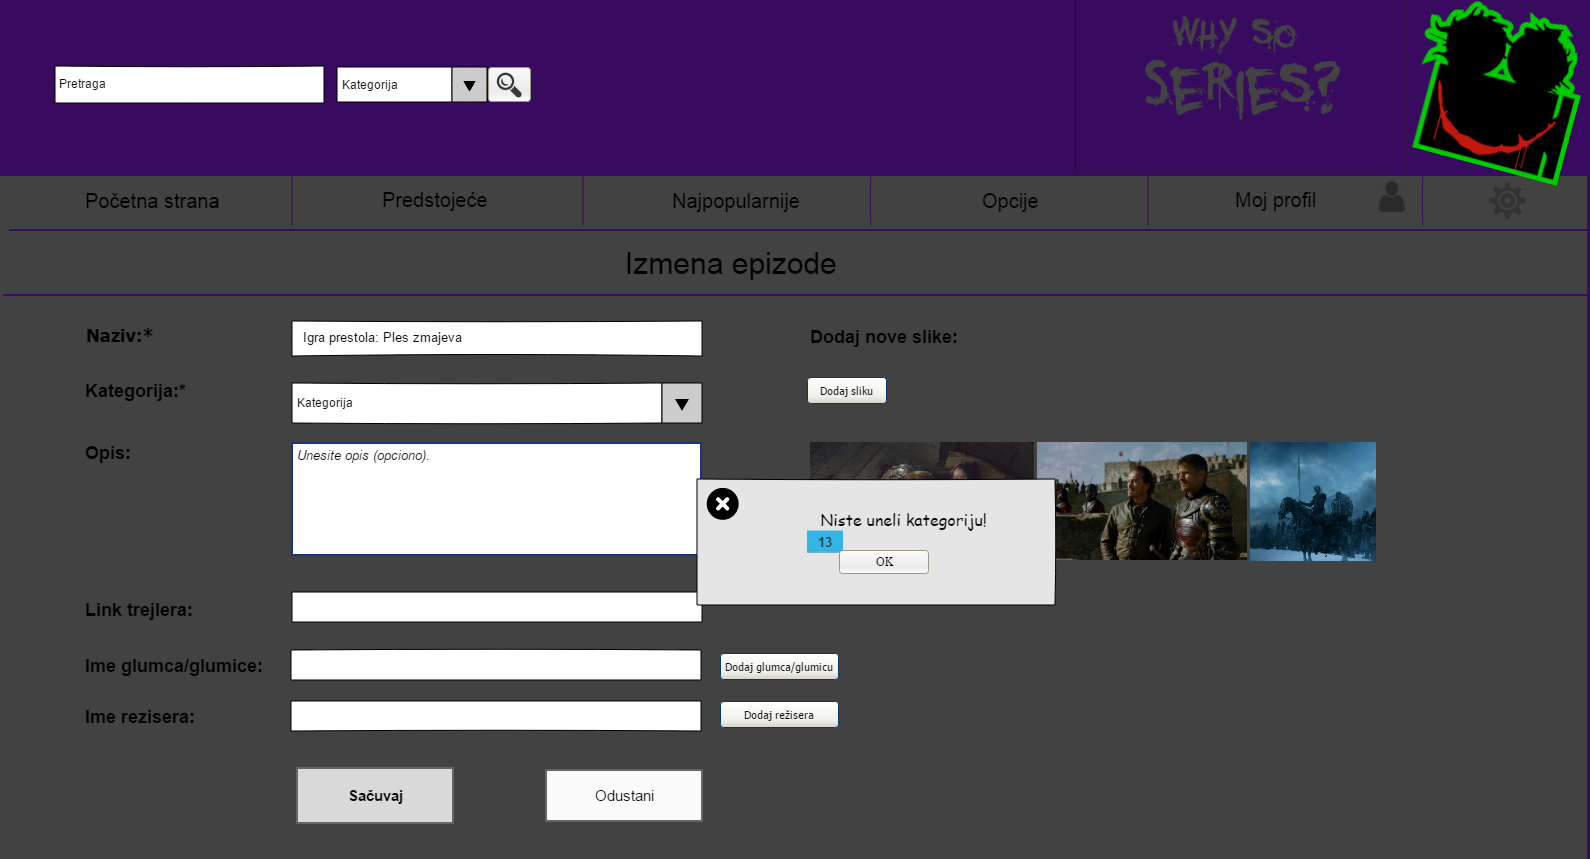 Pretraga
Kategorija
WHY SO
SERIES?
Početna strana
Predstojeće
Najpopularnije
Opcije
Moj profil
Izmena epizode
Naziv:*
Igra prestola: Ples zmajeva
Dodaj nove slike:
Kategorija:*
Kategorija
Dodaj sliku
Opis:
Unesite opis (opciono).
Niste uneli kategoriju!
13
OK
Link trejlera:
Ime glumca/glumice:
Dodaj glumca/glumicu
Ime rezisera:
Dodaj režisera
Sačuvaj
Odustani